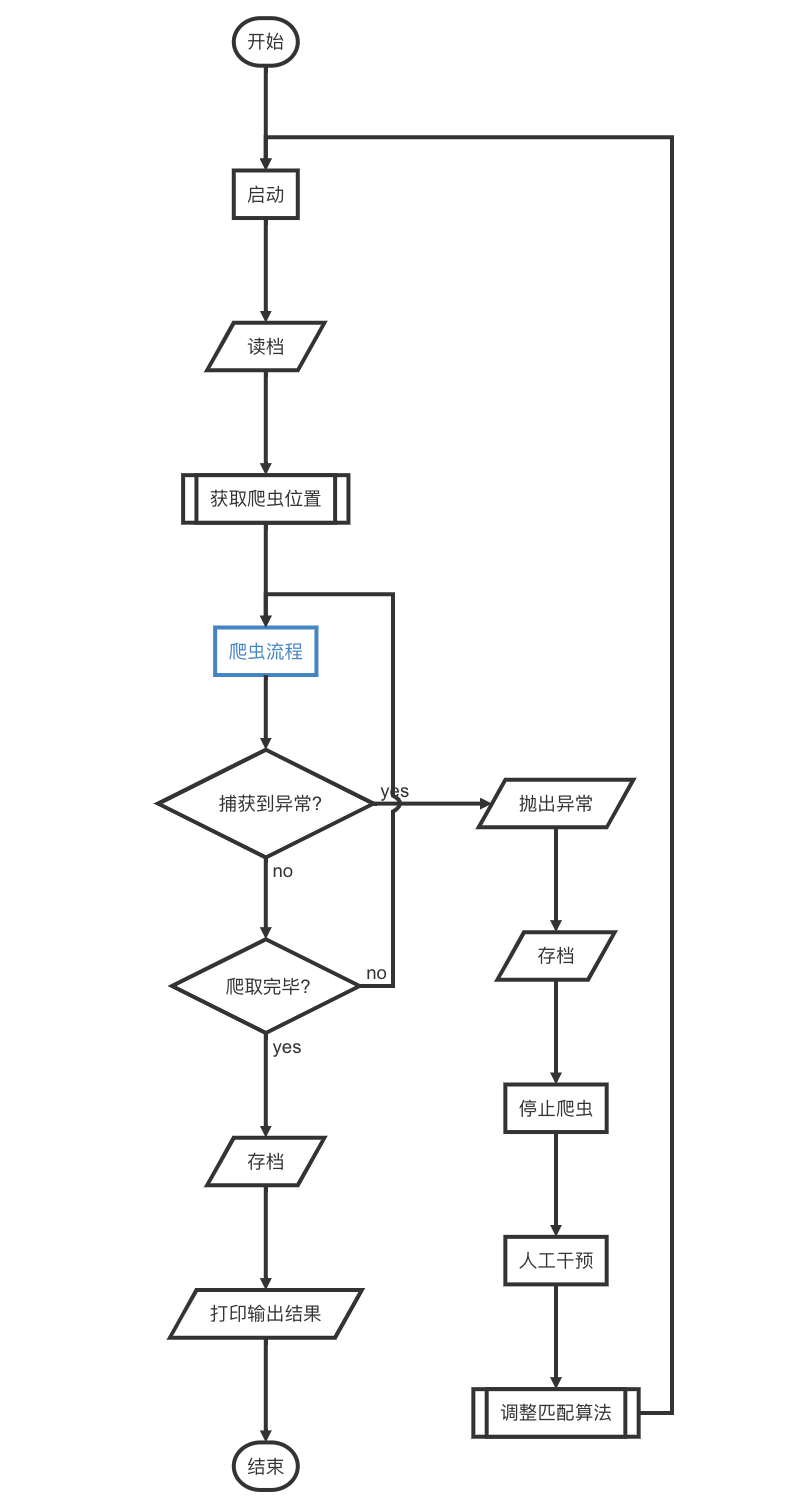 开始
启动
读档
获取爬虫位置
爬虫流程
捕获到异常?
yes
抛出异常
no
存档
爬取完毕?
no
yes
停止爬虫
存档
人工干预
打印输出结果
调整匹配算法
结束